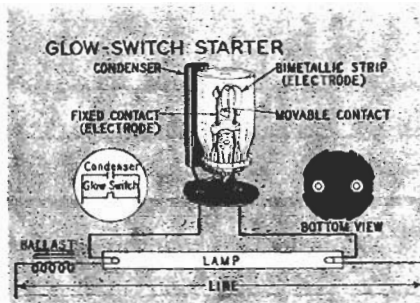 GLOW-SWITCH STARTER
CONDENSER
BIMETALLIC STRIP
(ELECTRODE)
FIXED CONTACT
(ELECTRODE)
MOVABLE CONTACT
Condenser
Glow Switch
BOTTOM VIEW
BALLAST
LAMP
LINE